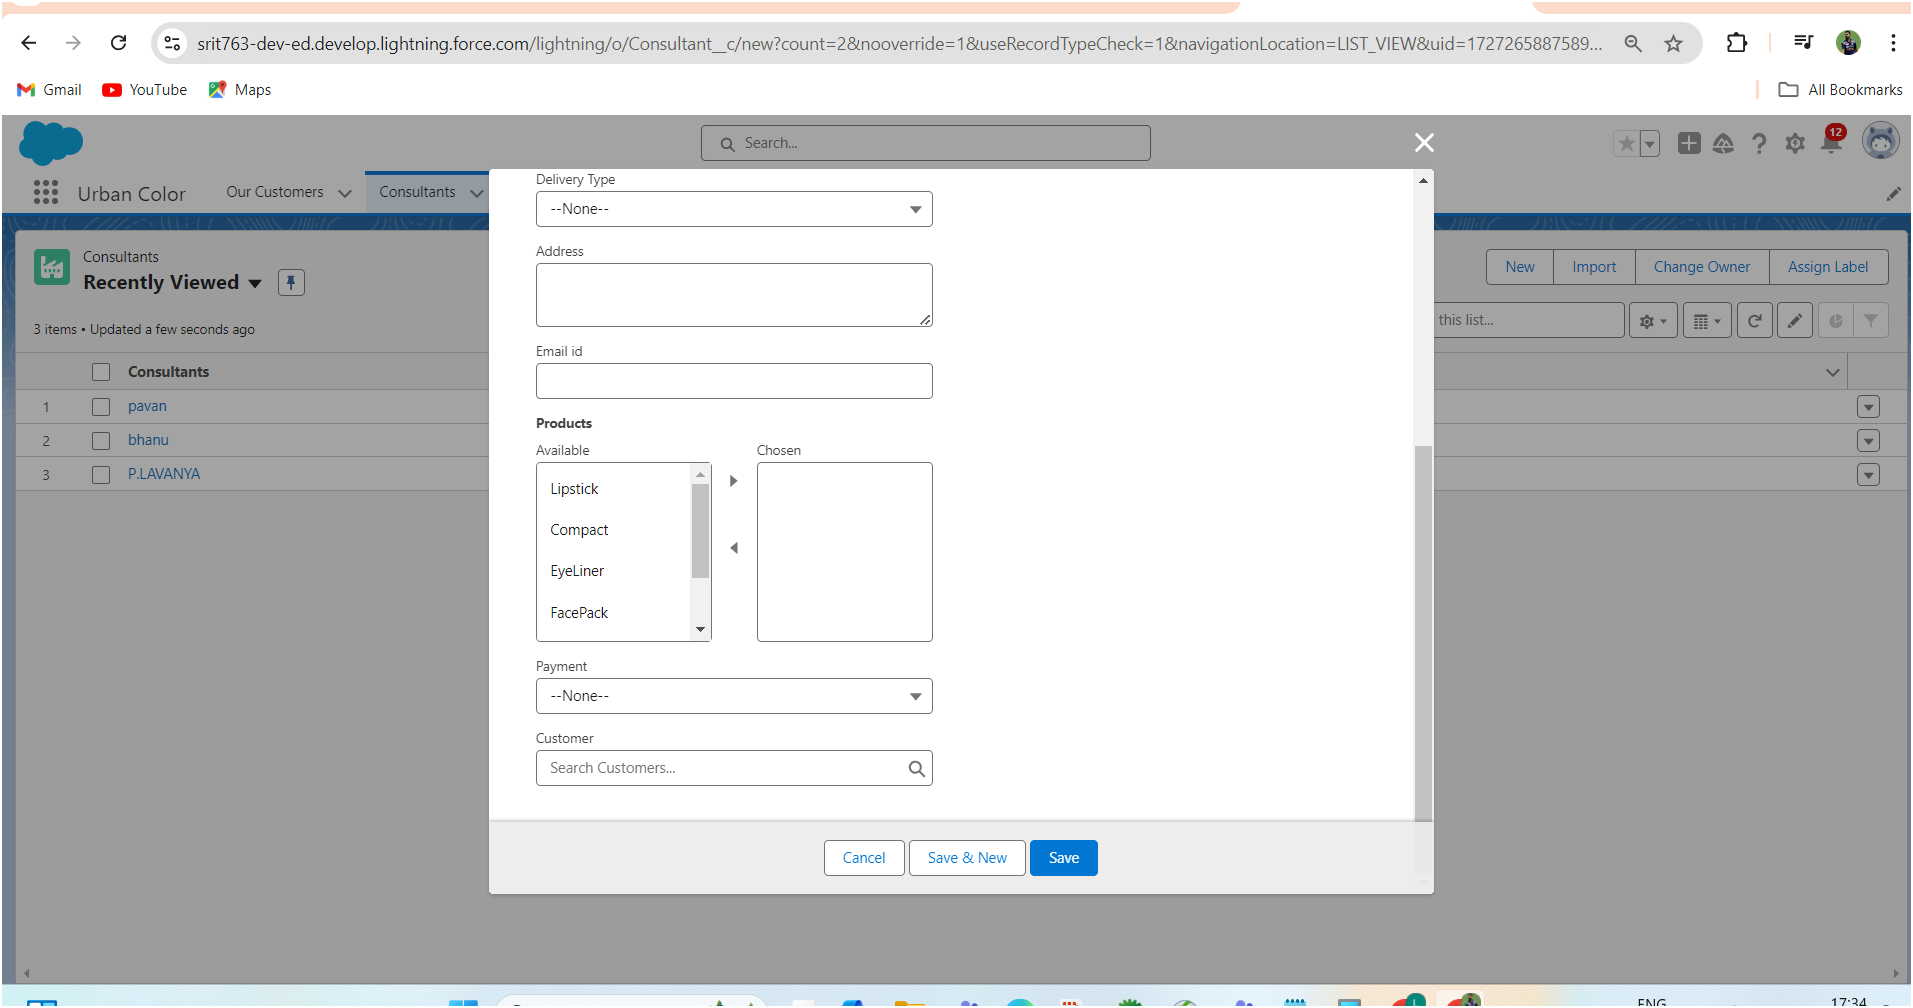 srit763-dev-ed.develop.lightning.force.com/lightning/o/Consultant__c/new?count=2&nooverride=1&useRecordTypeCheck=1&navigationLocation=LIST_VIEW&uid=1727265887589...
Gmail YouTube Maps All Bookmarks
Search...
12
Urban Color Our Customers Consultants
Consultants
Recently Viewed
New Import Change Owner Assign Label
3 items • Updated a few seconds ago
this list...
Consultants
1 pavan
2 bhanu
3 P.LAVANYA
Delivery Type
--None--
Address
Email id
Products
Available Chosen
Lipstick
Compact
EyeLiner
FacePack
Payment
--None--
Customer
Search Customers...
Cancel Save & New Save
ENG 17:34